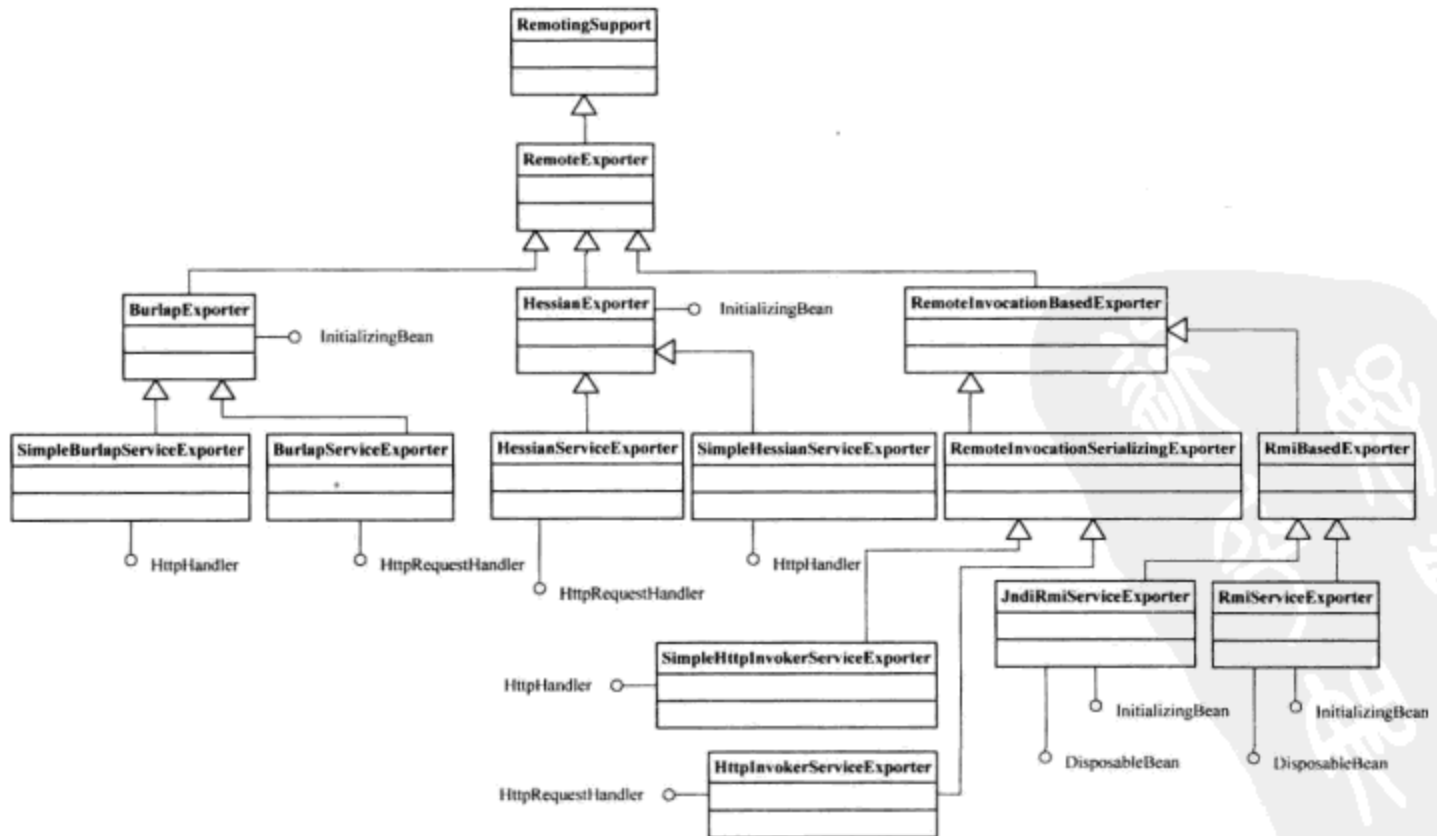 RemotingSupport
RemoteExporter
BurlapExporter
InitializingBean
HessianExporter
InitializingBean
RemoteInvocationBasedExporter
SimpleBurlapServiceExporter
BurlapServiceExporter
HessianServiceExporter
SimpleHessianServiceExporter
RemoteInvocationSerializingExporter
RmiBasedExporter
HttpHandler
HttpRequestHandler
HttpRequestHandler
HttpHandler
JndiRmiServiceExporter
RmiServiceExporter
SimpleHttpInvokerServiceExporter
HttpHandler
InitializingBean
InitializingBean
DisposableBean
DisposableBean
HttpInvokerServiceExporter
HttpRequestHandler